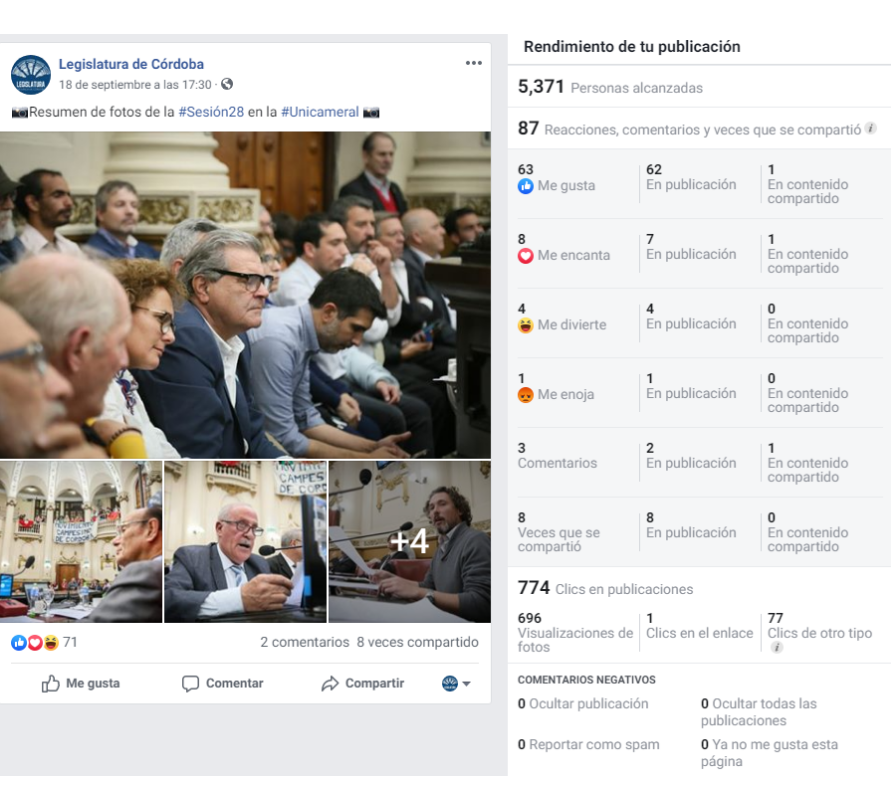 Legislatura de Córdoba
18 de septiembre a las 17:30 ·
Resumen de fotos de la #Sesión28 en la #Unicameral
LEGISLATURA
+4
71
2 comentarios 8 veces compartido
Me gusta
Comentar
Compartir
Rendimiento de tu publicación
5,371 Personas alcanzadas
87 Reacciones, comentarios y veces que se compartió
63
Me gusta
62
En publicación
1
En contenido
compartido
8
Me encanta
7
En publicación
1
En contenido
compartido
4
Me divierte
4
En publicación
0
En contenido
compartido
1
Me enoja
1
En publicación
0
En contenido
compartido
3
Comentarios
2
En publicación
1
En contenido
compartido
8
Veces que se
compartió
8
En publicación
0
En contenido
compartido
774 Clics en publicaciones
696
Visualizaciones de
fotos
1
Clics en el enlace
77
Clics de otro tipo
COMENTARIOS NEGATIVOS
0 Ocultar publicación
0 Ocultar todas las
publicaciones
0 Reportar como spam
0 Ya no me gusta esta
página